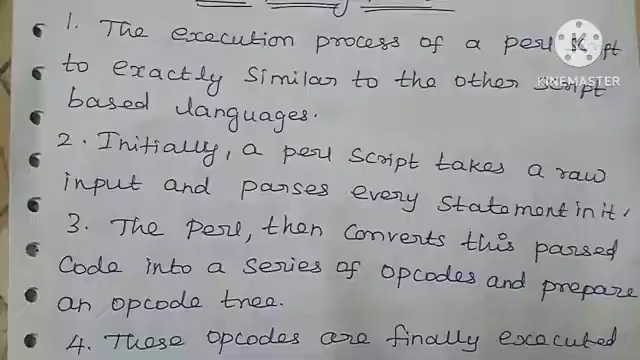 1. The execution process of a perl script
to exactly similar to the other script
based languages.
2. Initially, a perl script takes a raw
input and parses every statement in it.
3. The perl, then converts this parsed
code into a series of opcodes and prepare
an opcode tree.
4. These opcodes are finally executed
KINEMASTER